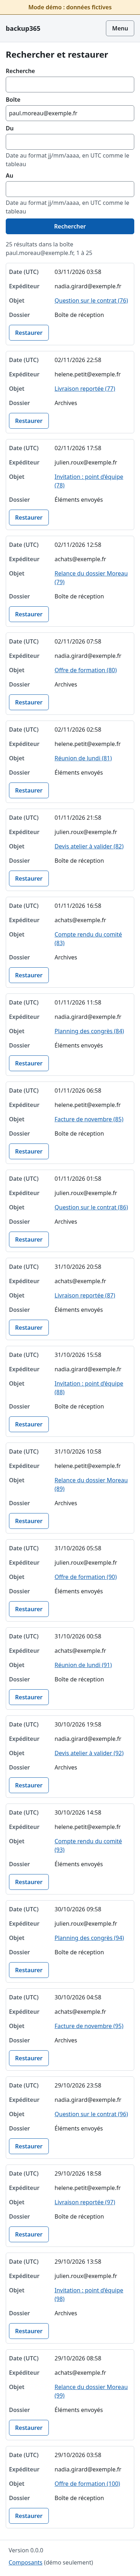 Mode démo : données fictives
backup365
Menu
Rechercher et restaurer
Recherche
Boîte
paul.moreau@exemple.fr
Du
Date au format jj/mm/aaaa, en UTC comme le
tableau
Au
Date au format jj/mm/aaaa, en UTC comme le
tableau
Rechercher
25 résultats dans la boîte
paul.moreau@exemple.fr, 1 à 25
Date (UTC) 03/11/2026 03:58
Expéditeur nadia.girard@exemple.fr
Objet Question sur le contrat (76)
Dossier Boîte de réception
Restaurer
Date (UTC) 02/11/2026 22:58
Expéditeur helene.petit@exemple.fr
Objet Livraison reportée (77)
Dossier Archives
Restaurer
Date (UTC) 02/11/2026 17:58
Expéditeur julien.roux@exemple.fr
Objet Invitation : point d'équipe
(78)
Dossier Éléments envoyés
Restaurer
Date (UTC) 02/11/2026 12:58
Expéditeur achats@exemple.fr
Objet Relance du dossier Moreau
(79)
Dossier Boîte de réception
Restaurer
Date (UTC) 02/11/2026 07:58
Expéditeur nadia.girard@exemple.fr
Objet Offre de formation (80)
Dossier Archives
Restaurer
Date (UTC) 02/11/2026 02:58
Expéditeur helene.petit@exemple.fr
Objet Réunion de lundi (81)
Dossier Éléments envoyés
Restaurer
Date (UTC) 01/11/2026 21:58
Expéditeur julien.roux@exemple.fr
Objet Devis atelier à valider (82)
Dossier Boîte de réception
Restaurer
Date (UTC) 01/11/2026 16:58
Expéditeur achats@exemple.fr
Objet Compte rendu du comité
(83)
Dossier Archives
Restaurer
Date (UTC) 01/11/2026 11:58
Expéditeur nadia.girard@exemple.fr
Objet Planning des congrès (84)
Dossier Éléments envoyés
Restaurer
Date (UTC) 01/11/2026 06:58
Expéditeur helene.petit@exemple.fr
Objet Facture de novembre (85)
Dossier Boîte de réception
Restaurer
Date (UTC) 01/11/2026 01:58
Expéditeur julien.roux@exemple.fr
Objet Question sur le contrat (86)
Dossier Archives
Restaurer
Date (UTC) 31/10/2026 20:58
Expéditeur achats@exemple.fr
Objet Livraison reportée (87)
Dossier Éléments envoyés
Restaurer
Date (UTC) 31/10/2026 15:58
Expéditeur nadia.girard@exemple.fr
Objet Invitation : point d'équipe
(88)
Dossier Boîte de réception
Restaurer
Date (UTC) 31/10/2026 10:58
Expéditeur helene.petit@exemple.fr
Objet Relance du dossier Moreau
(89)
Dossier Archives
Restaurer
Date (UTC) 31/10/2026 05:58
Expéditeur julien.roux@exemple.fr
Objet Offre de formation (90)
Dossier Éléments envoyés
Restaurer
Date (UTC) 31/10/2026 00:58
Expéditeur achats@exemple.fr
Objet Réunion de lundi (91)
Dossier Boîte de réception
Restaurer
Date (UTC) 30/10/2026 19:58
Expéditeur nadia.girard@exemple.fr
Objet Devis atelier à valider (92)
Dossier Archives
Restaurer
Date (UTC) 30/10/2026 14:58
Expéditeur helene.petit@exemple.fr
Objet Compte rendu du comité
(93)
Dossier Éléments envoyés
Restaurer
Date (UTC) 30/10/2026 09:58
Expéditeur julien.roux@exemple.fr
Objet Planning des congrès (94)
Dossier Boîte de réception
Restaurer
Date (UTC) 30/10/2026 04:58
Expéditeur achats@exemple.fr
Objet Facture de novembre (95)
Dossier Archives
Restaurer
Date (UTC) 29/10/2026 23:58
Expéditeur nadia.girard@exemple.fr
Objet Question sur le contrat (96)
Dossier Éléments envoyés
Restaurer
Date (UTC) 29/10/2026 18:58
Expéditeur helene.petit@exemple.fr
Objet Livraison reportée (97)
Dossier Boîte de réception
Restaurer
Date (UTC) 29/10/2026 13:58
Expéditeur julien.roux@exemple.fr
Objet Invitation : point d'équipe
(98)
Dossier Archives
Restaurer
Date (UTC) 29/10/2026 08:58
Expéditeur achats@exemple.fr
Objet Relance du dossier Moreau
(99)
Dossier Éléments envoyés
Restaurer
Date (UTC) 29/10/2026 03:58
Expéditeur nadia.girard@exemple.fr
Objet Offre de formation (100)
Dossier Boîte de réception
Restaurer
Version 0.0.0
Composants (démo seulement)